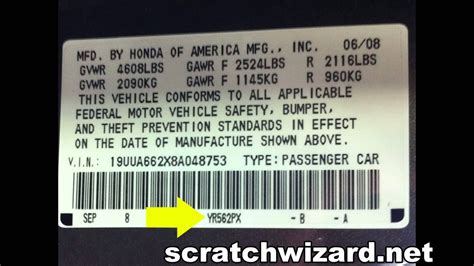 MFD. BY HONDA OF AMERICA MFG., INC. 06/08
GVWR 4608LBS GAWR F 2524LBS R 2116LBS
GVWR 2090KG GAWR F 1145KG R 960KG
THIS VEHICLE CONFORMS TO ALL APPLICABLE
FEDERAL MOTOR VEHICLE SAFETY, BUMPER,
AND THEFT PREVENTION STANDARDS IN EFFECT
ON THE DATE OF MANUFACTURE SHOWN ABOVE.
V.I.N.: 19UUA662X8A048753 TYPE: PASSENGER CAR
SEP 8 YR562PX -B -A
scratchwizard.net